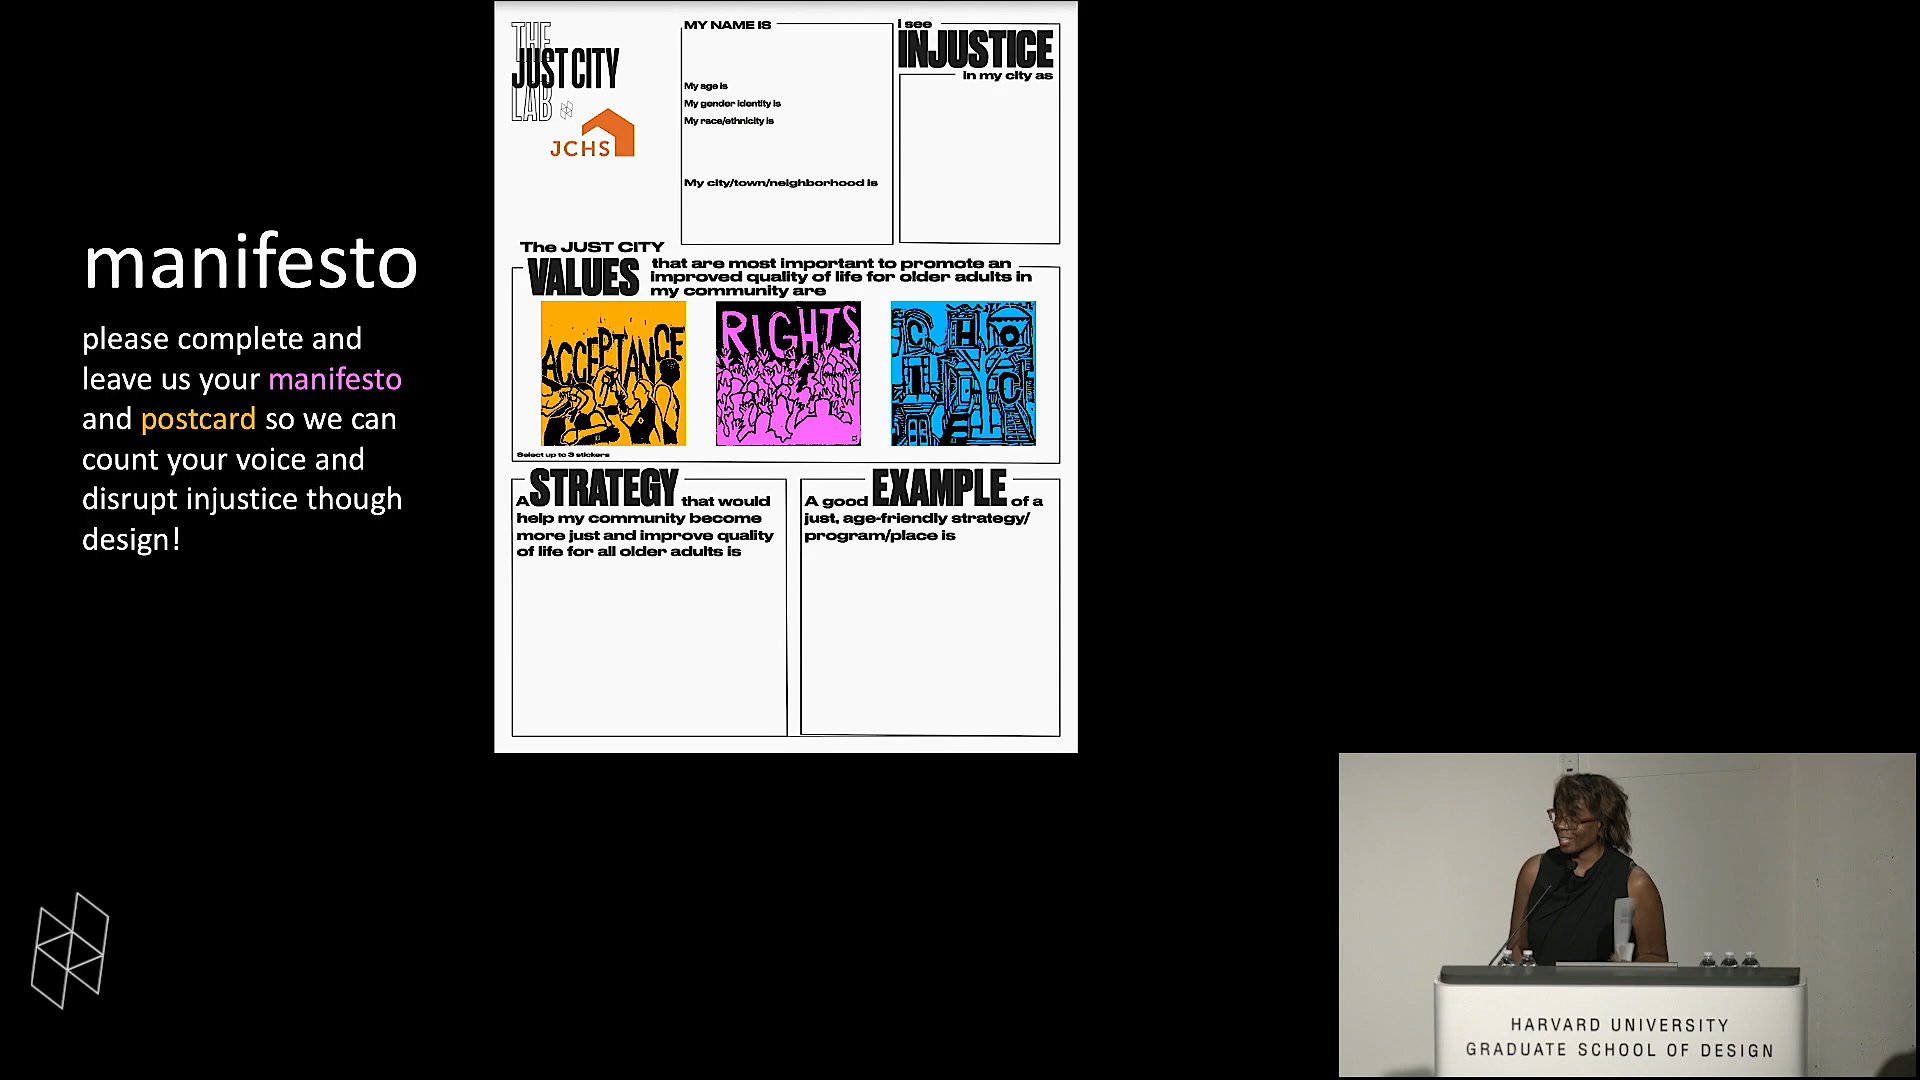 manifesto
please complete and
leave us your manifesto
and postcard so we can
count your voice and
disrupt injustice though
design!
THE
JUST CITY
LAB
JCHS
MY NAME IS
My age is
My gender identity is
My race/ethnicity is
My city/town/neighborhood is
i see
INJUSTICE
in my city as
The JUST CITY
VALUES
that are most important to promote an
improved quality of life for older adults in
my community are
ACCEPTANCE
RIGHTS
CHOICE
Select up to 3 stickers
A STRATEGY that would
help my community become
more just and improve quality
of life for all older adults is
A good EXAMPLE of a
just, age-friendly strategy/
program/place is
HARVARD UNIVERSITY
GRADUATE SCHOOL OF DESIGN